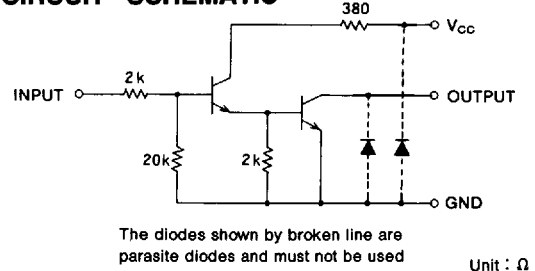 CIRCUIT SCHEMATIC
380
Vcc
2k
INPUT
OUTPUT
20k
2k
GND
The diodes shown by broken line are
parasite diodes and must not be used
Unit : Ω